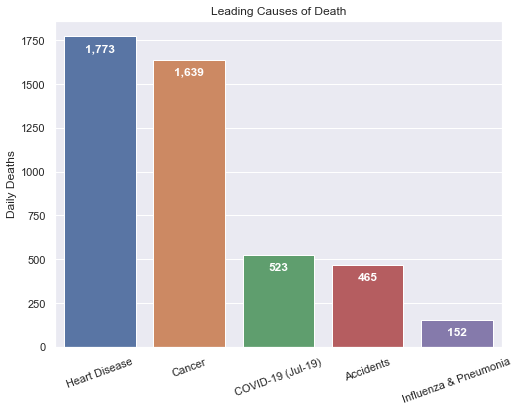 Leading Causes of Death
Daily Deaths
1750
1500
1250
1000
750
500
250
0
1,773
1,639
523
465
152
Heart Disease
Cancer
COVID-19 (Jul-19)
Accidents
Influenza & Pneumonia